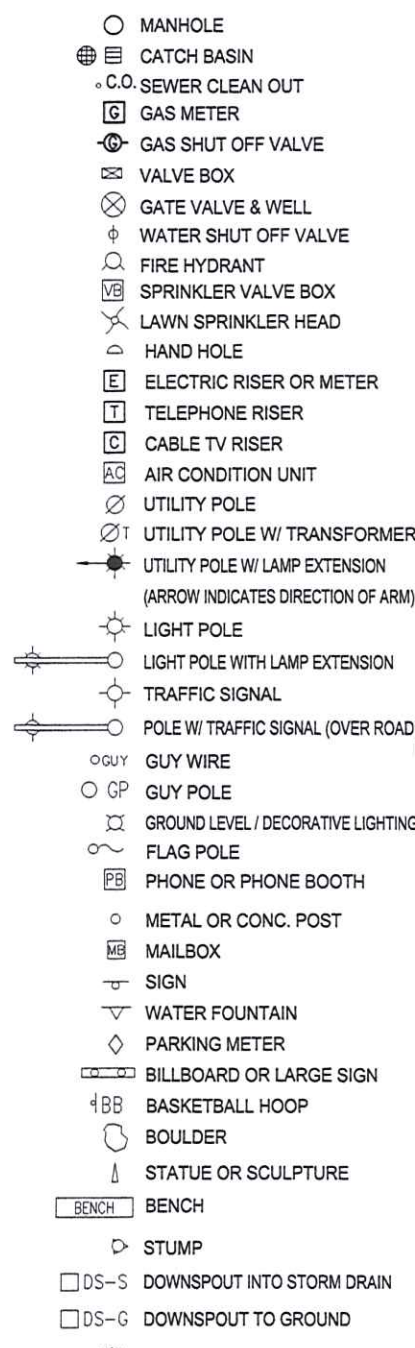 MANHOLE
CATCH BASIN
C.O. SEWER CLEAN OUT
G GAS METER
G GAS SHUT OFF VALVE
VALVE BOX
GATE VALVE & WELL
WATER SHUT OFF VALVE
FIRE HYDRANT
VB SPRINKLER VALVE BOX
LAWN SPRINKLER HEAD
HAND HOLE
E ELECTRIC RISER OR METER
T TELEPHONE RISER
C CABLE TV RISER
AC AIR CONDITION UNIT
UTILITY POLE
T UTILITY POLE W/ TRANSFORMER
UTILITY POLE W/ LAMP EXTENSION
(ARROW INDICATES DIRECTION OF ARM)
LIGHT POLE
LIGHT POLE WITH LAMP EXTENSION
TRAFFIC SIGNAL
POLE W/ TRAFFIC SIGNAL (OVER ROAD
GUY GUY WIRE
GP GUY POLE
GROUND LEVEL / DECORATIVE LIGHTING
FLAG POLE
PB PHONE OR PHONE BOOTH
METAL OR CONC. POST
MB MAILBOX
SIGN
WATER FOUNTAIN
PARKING METER
BILLBOARD OR LARGE SIGN
BB BASKETBALL HOOP
BOULDER
STATUE OR SCULPTURE
BENCH BENCH
STUMP
DS-S DOWNSPOUT INTO STORM DRAIN
DS-G DOWNSPOUT TO GROUND